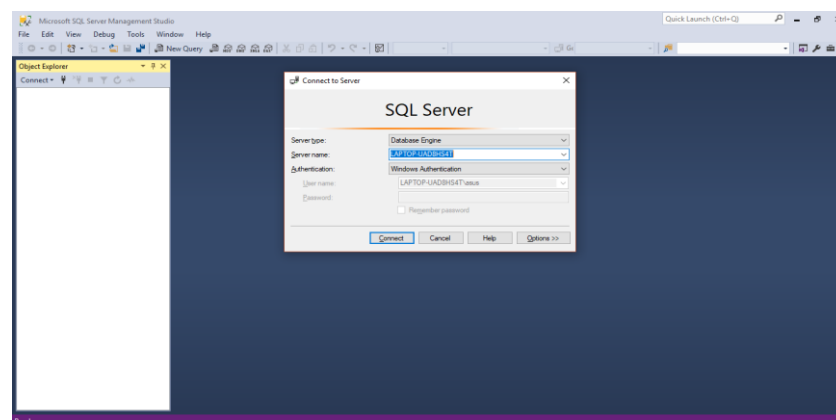 Microsoft SQL Server Management Studio
Quick Launch (Ctrl+Q)
File Edit View Debug Tools Window Help
New Query
Object Explorer
Connect
Connect to Server
SQL Server
Server type: Database Engine
Server name: LAPTOP-UADBHS4T
Authentication: Windows Authentication
User name: LAPTOP-UADBHS4T\asus
Password:
Remember password
Connect Cancel Help Options >>